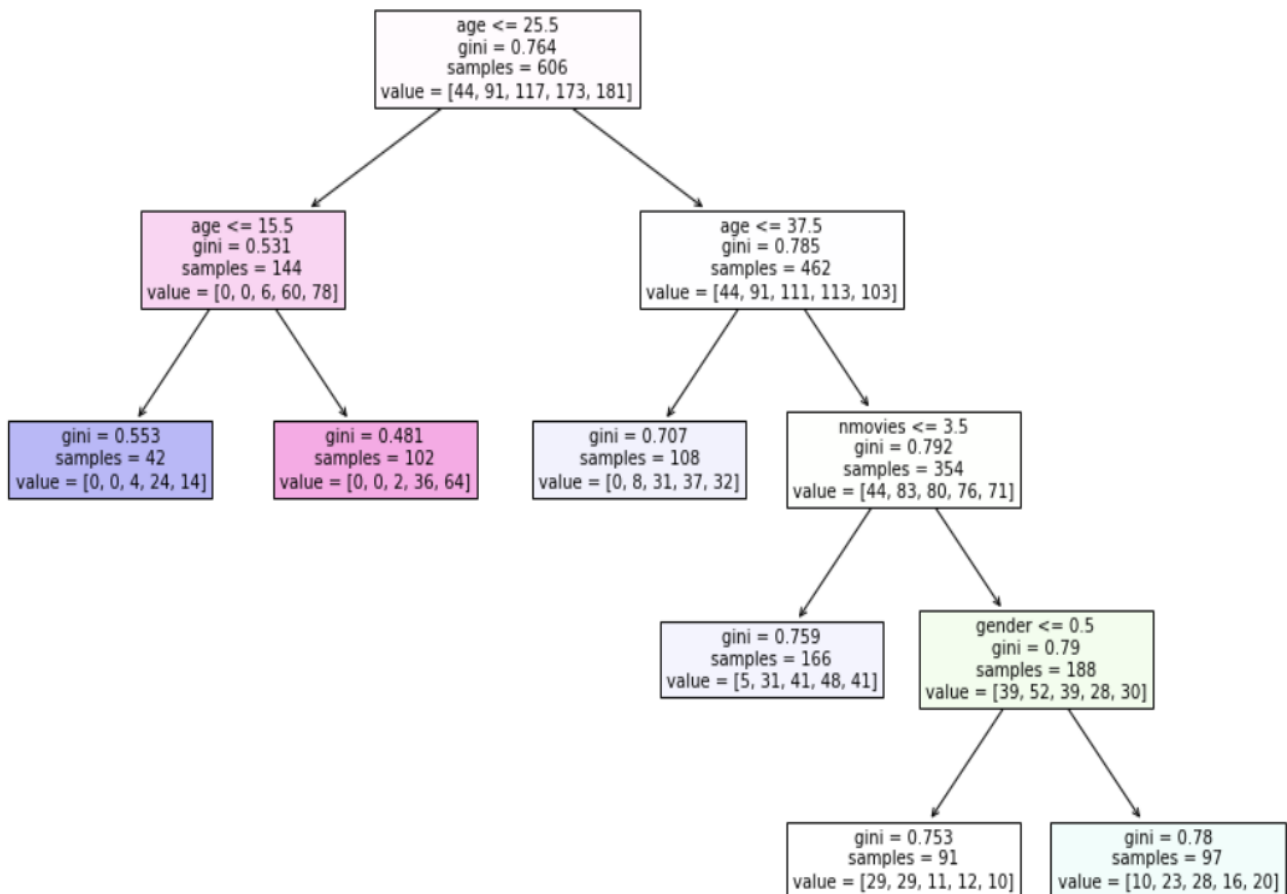 age <= 25.5
gini = 0.764
samples = 606
value = [44, 91, 117, 173, 181]
age <= 15.5
gini = 0.531
samples = 144
value = [0, 0, 6, 60, 78]
age <= 37.5
gini = 0.785
samples = 462
value = [44, 91, 111, 113, 103]
gini = 0.553
samples = 42
value = [0, 0, 4, 24, 14]
gini = 0.481
samples = 102
value = [0, 0, 2, 36, 64]
gini = 0.707
samples = 108
value = [0, 8, 31, 37, 32]
nmovies <= 3.5
gini = 0.792
samples = 354
value = [44, 83, 80, 76, 71]
gini = 0.759
samples = 166
value = [5, 31, 41, 48, 41]
gender <= 0.5
gini = 0.79
samples = 188
value = [39, 52, 39, 28, 30]
gini = 0.753
samples = 91
value = [29, 29, 11, 12, 10]
gini = 0.78
samples = 97
value = [10, 23, 28, 16, 20]